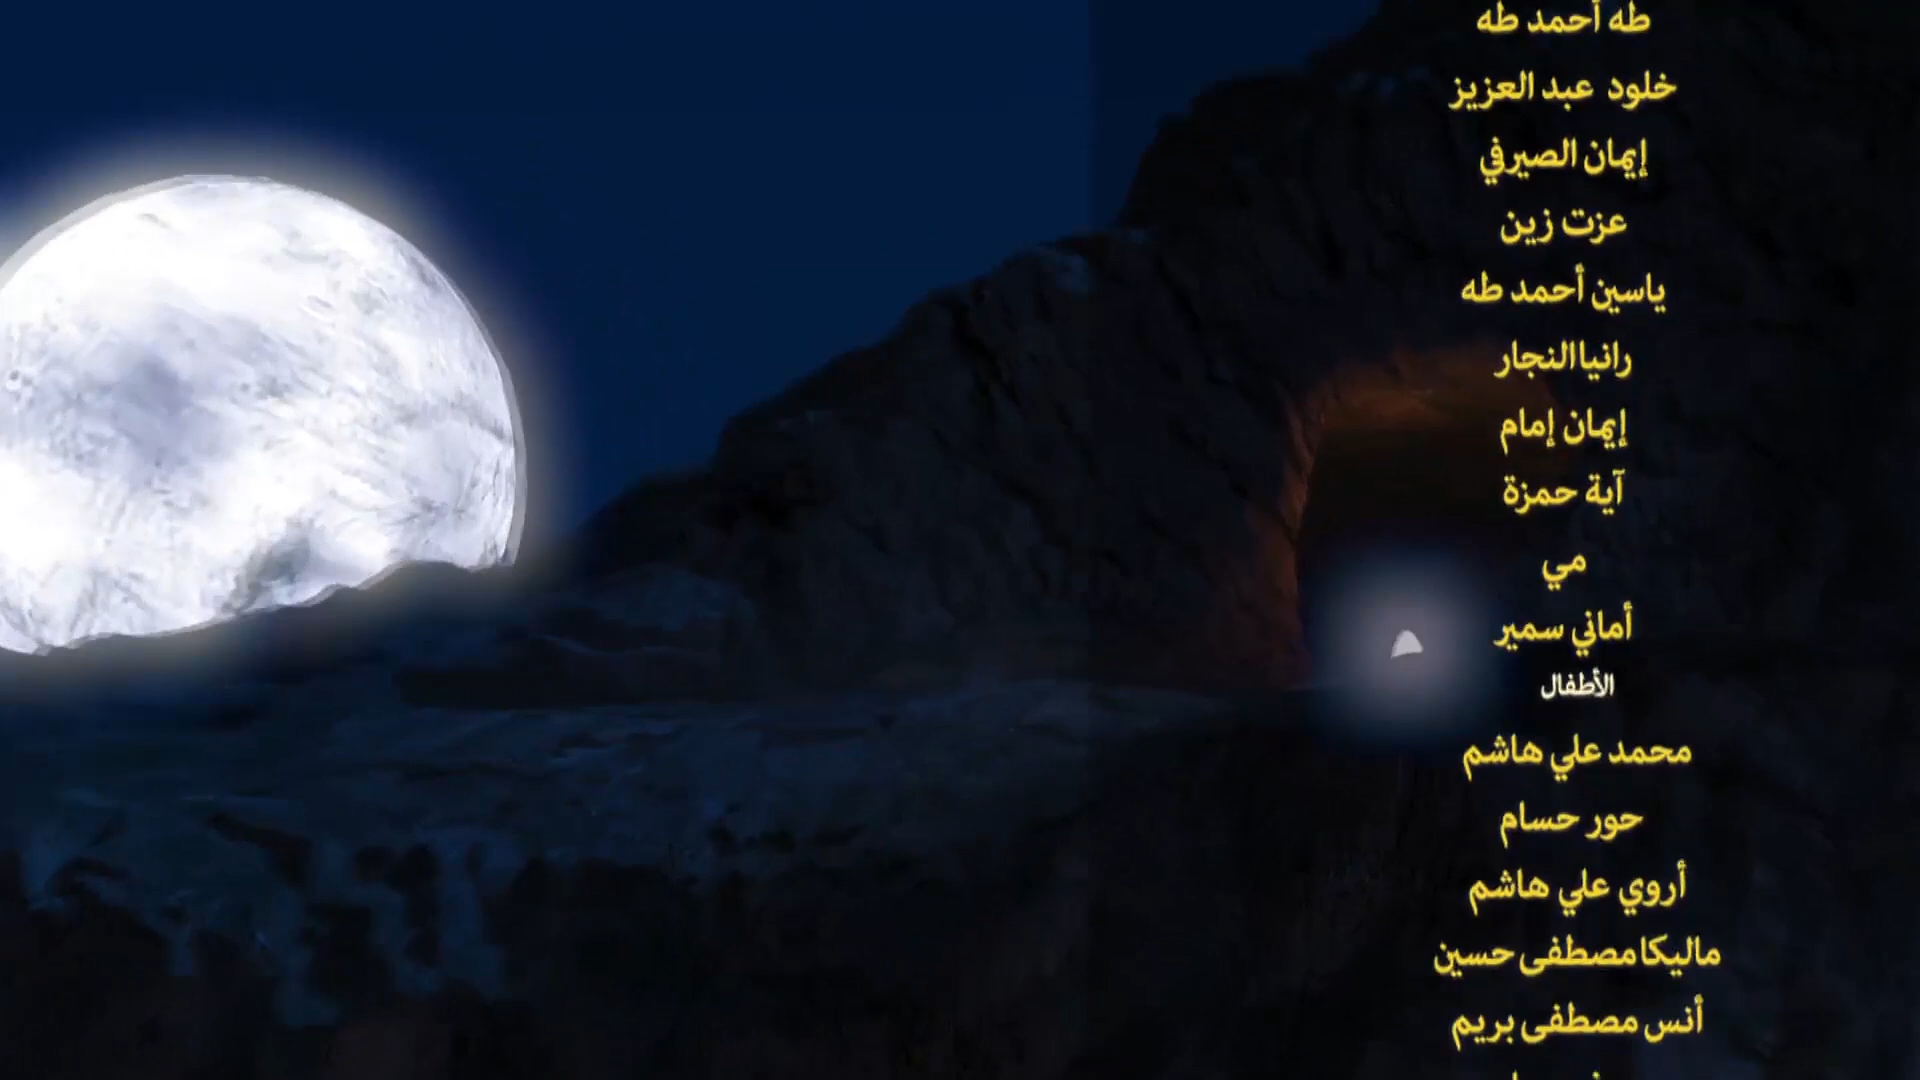 طه أحمد طه
خلود عبد العزيز
إيمان الصيرفي
عزت زين
ياسين أحمد طه
رانيا النجار
إيمان إمام
آية حمزة
مي
أماني سمير
الأطفال
محمد علي هاشم
حور حسام
أروي علي هاشم
ماليكا مصطفى حسين
أنس مصطفى بريم